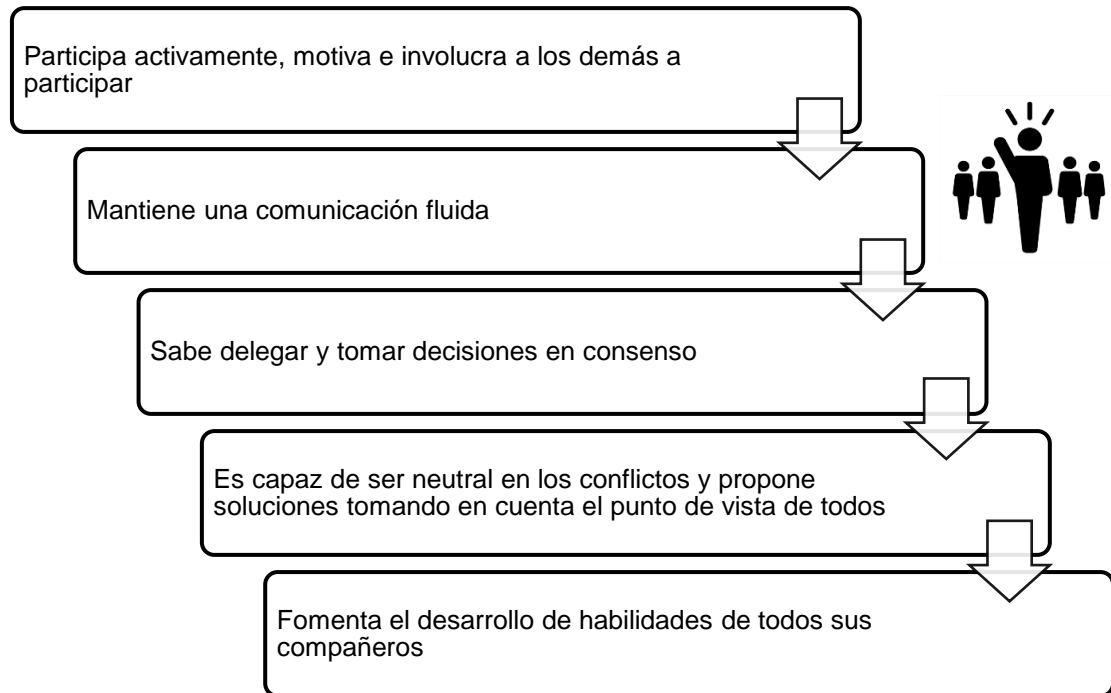 Participa activamente, motiva e involucra a los demás a
participar
Mantiene una comunicación fluida
Sabe delegar y tomar decisiones en consenso
Es capaz de ser neutral en los conflictos y propone
soluciones tomando en cuenta el punto de vista de todos
Fomenta el desarrollo de habilidades de todos sus
compañeros